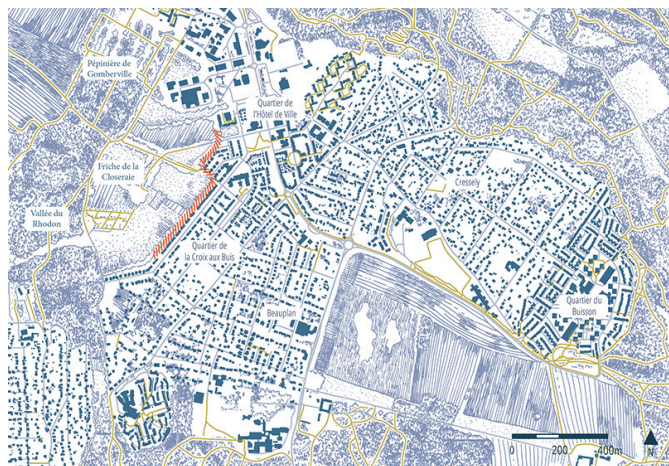 Pépinière de
Gomberville
Quartier de
l'Hôtel de Ville
Friche de la
Closeraie
Cressely
Vallée du
Rhodon
Quartier de
la Croix aux Buis
Quartier du
Buisson
Beauplan
0
200
400m
N